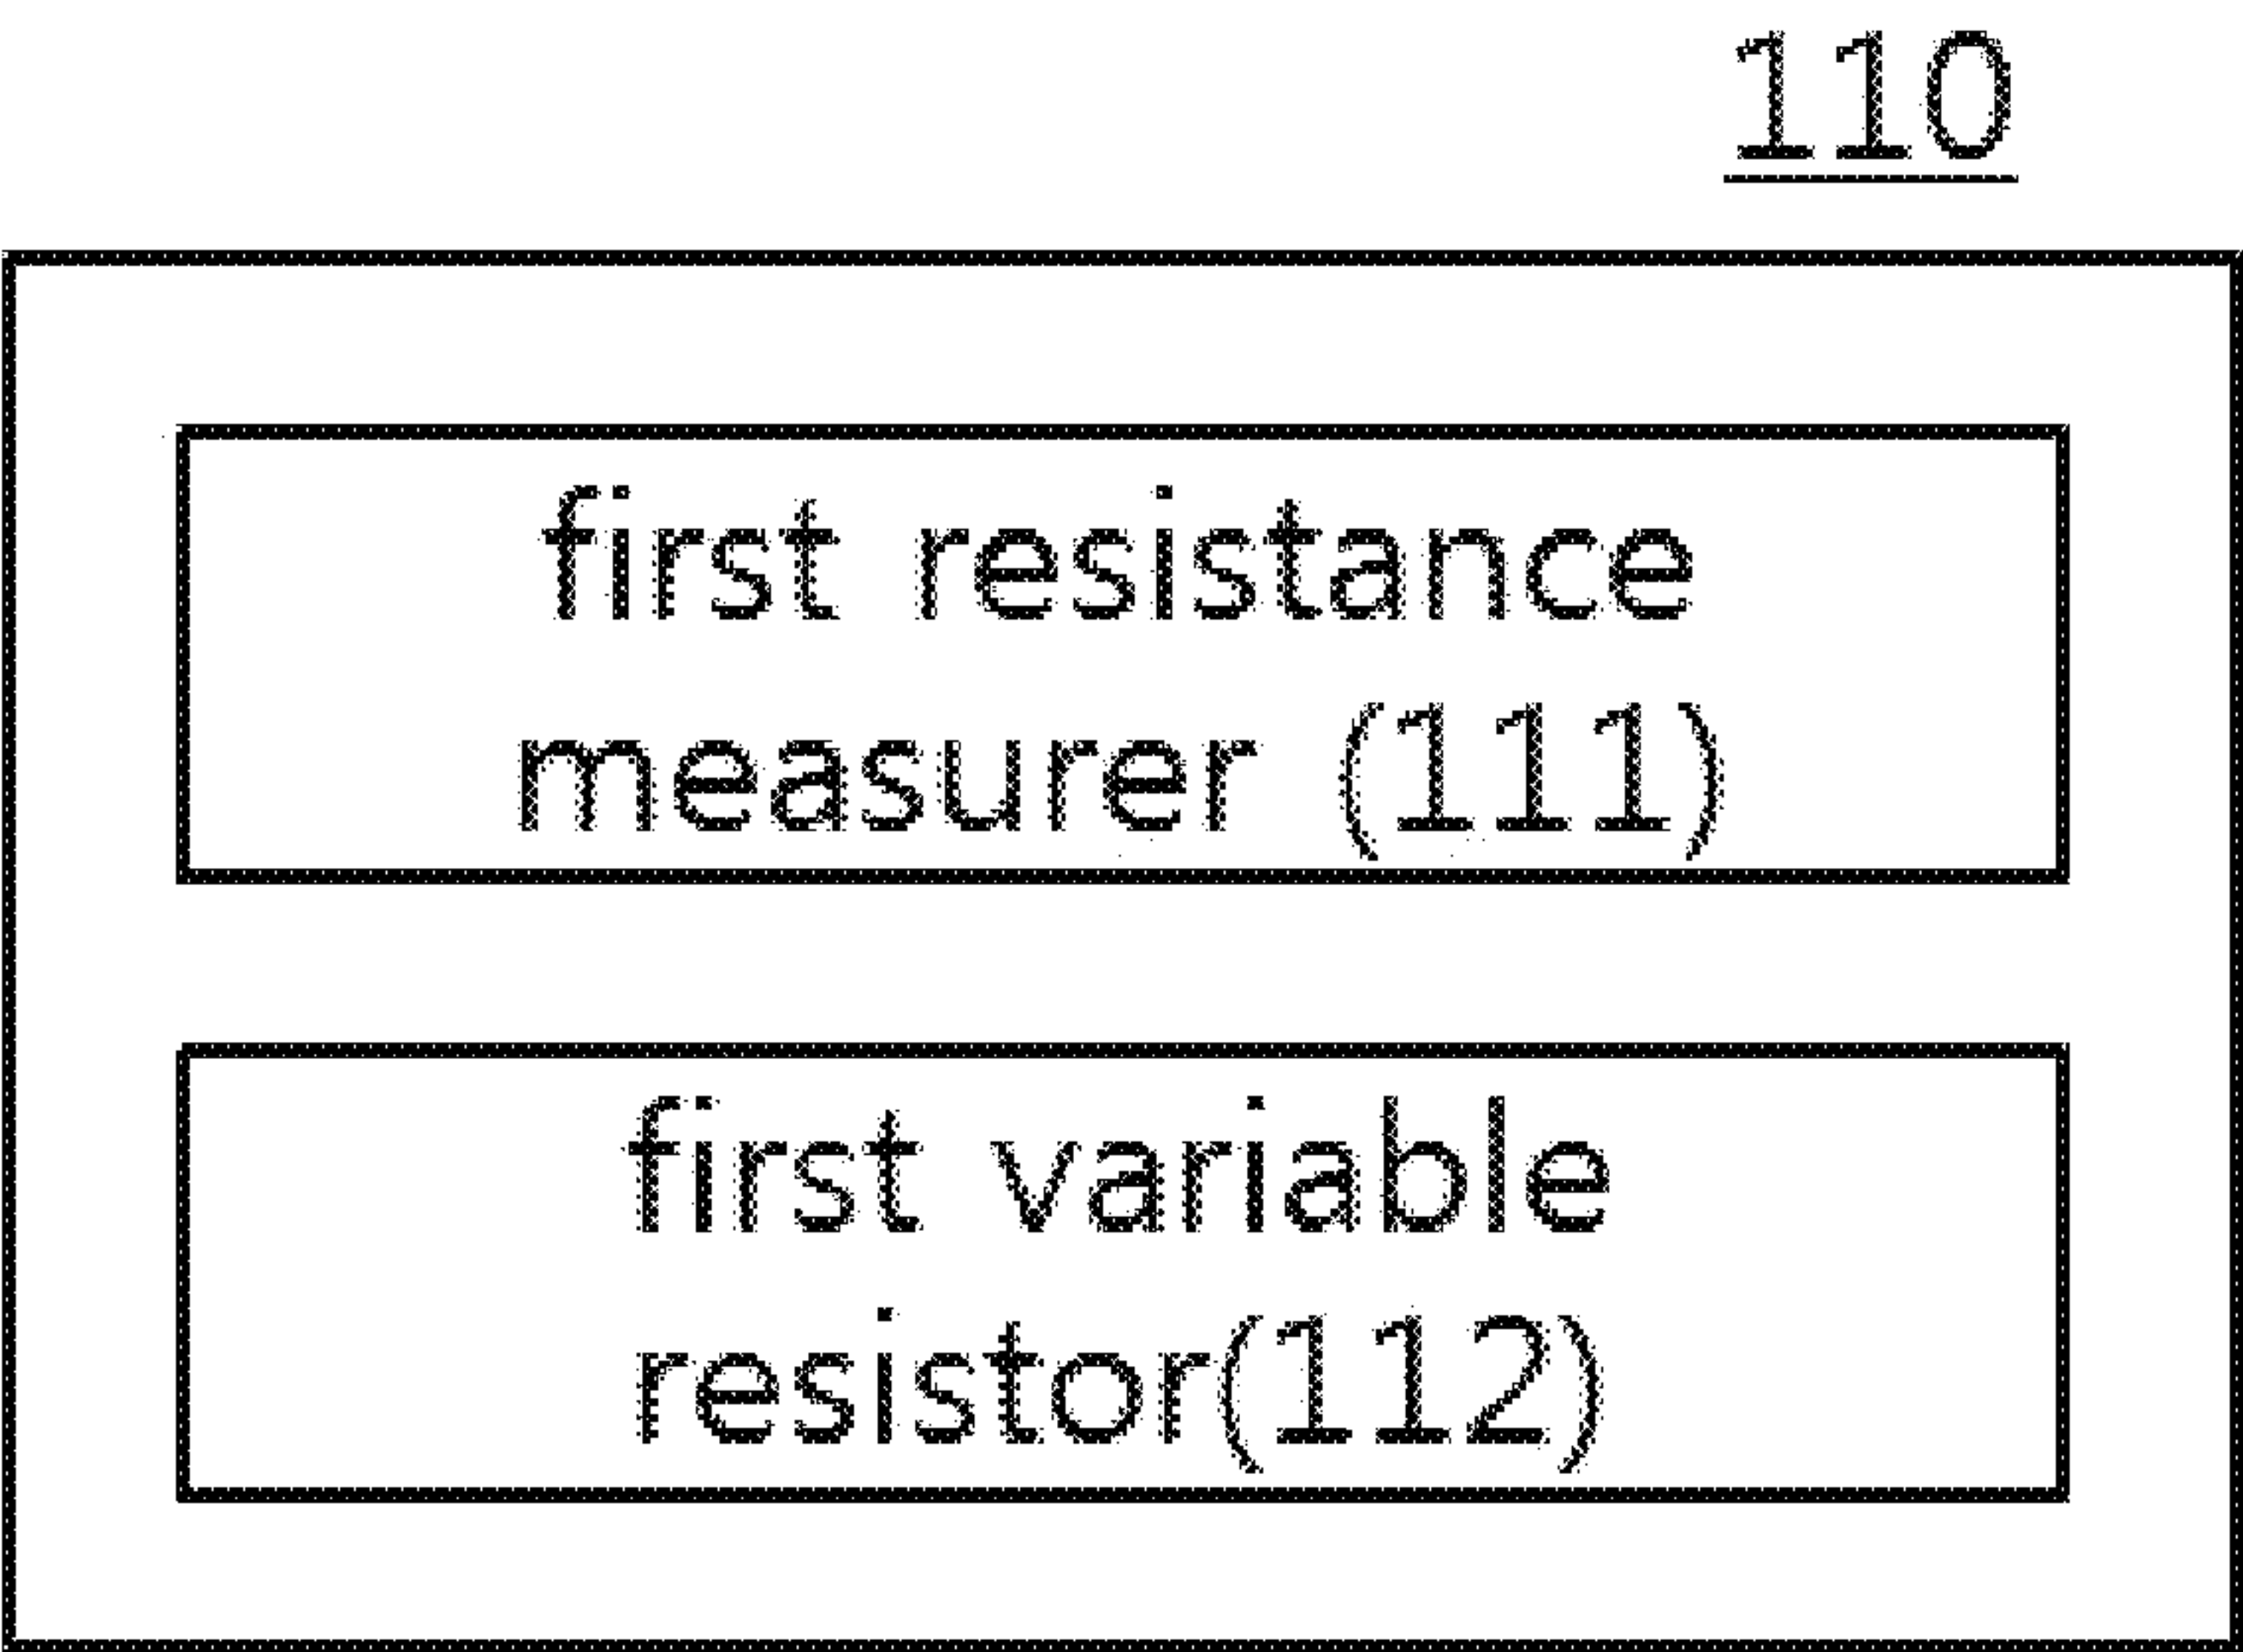 110
first resistance
measurer (111)
first variable
resistor(112)